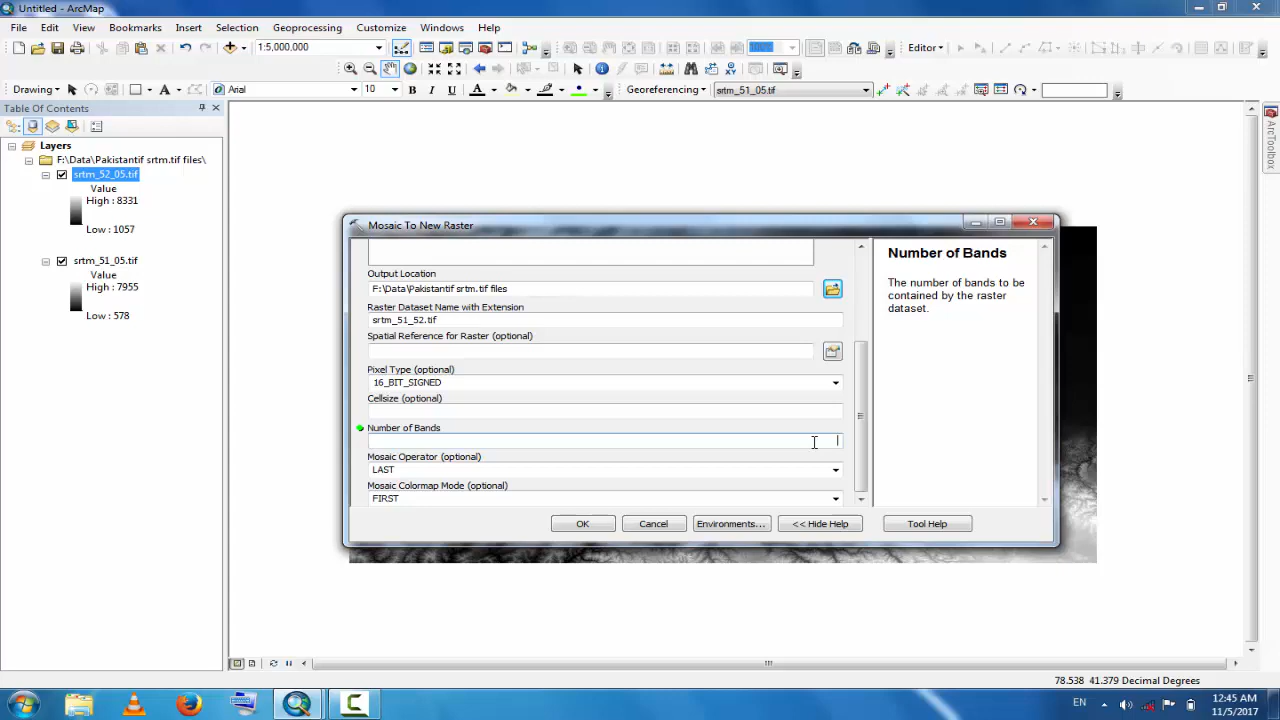 Untitled - ArcMap
File Edit View Bookmarks Insert Selection Geoprocessing Customize Windows Help
1:5,000,000
Editor
Drawing Arial 10 B I U A Georeferencing srtm_51_05.tif
Table Of Contents
Layers
F:\Data\Pakistantif srtm.tif files\
srtm_52_05.tif
Value
High : 8331
Low : 1057
srtm_51_05.tif
Value
High : 7955
Low : 578
Mosaic To New Raster
Output Location
F:\Data\Pakistantif srtm.tif files
Raster Dataset Name with Extension
srtm_51_52.tif
Spatial Reference for Raster (optional)
Pixel Type (optional)
16_BIT_SIGNED
Cellsize (optional)
Number of Bands
Mosaic Operator (optional)
LAST
Mosaic Colormap Mode (optional)
FIRST
OK Cancel Environments... << Hide Help Tool Help
Number of Bands
The number of bands to be
contained by the raster
dataset.
ArcToolbox
78.538 41.379 Decimal Degrees
EN
12:45 AM
11/5/2017